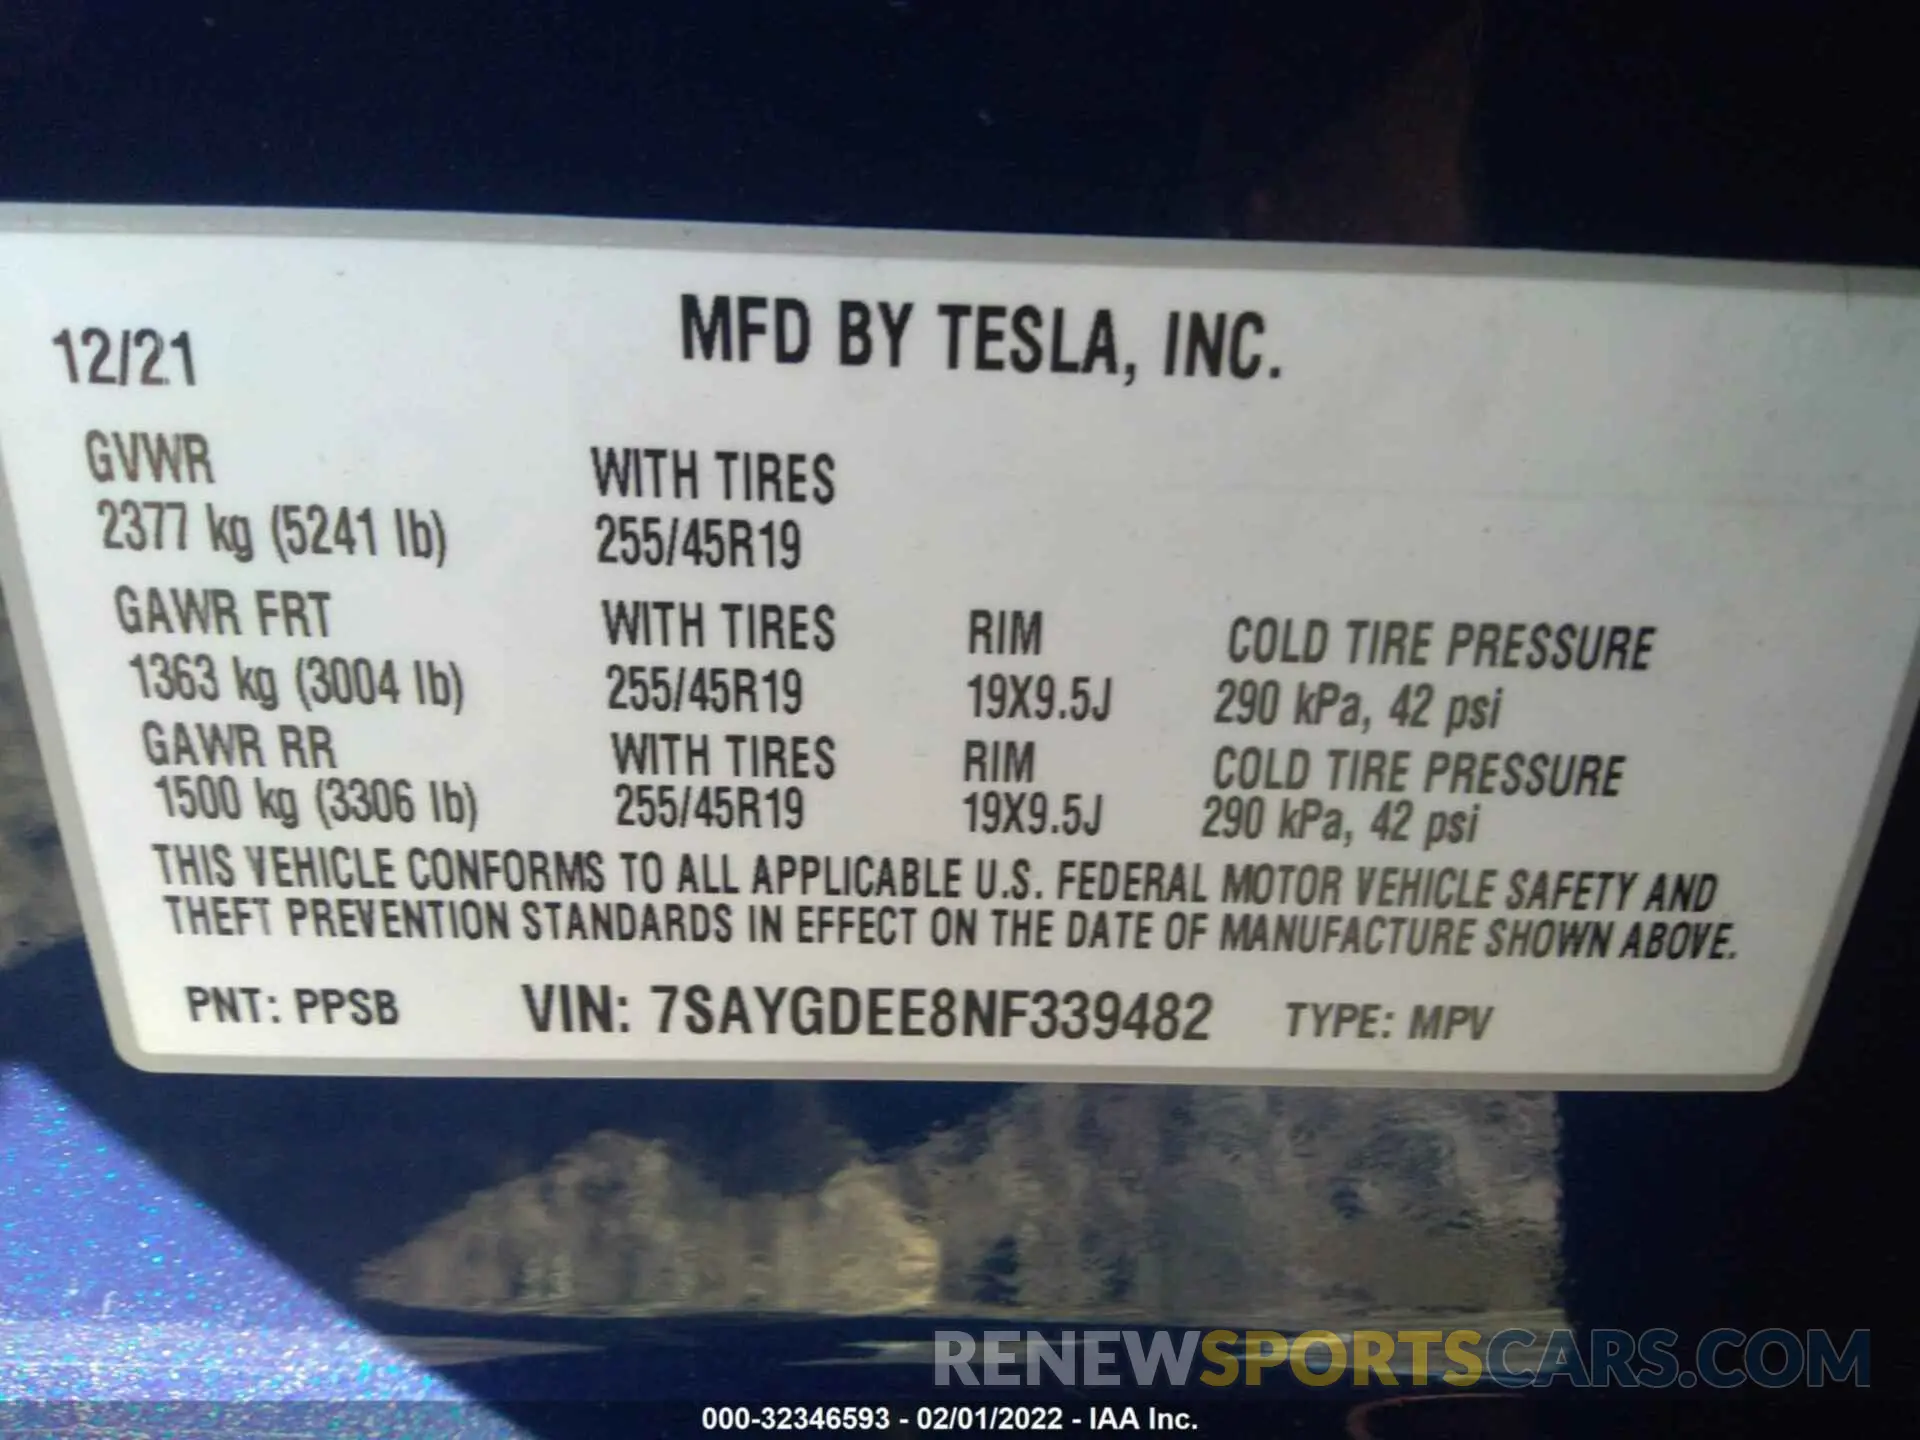 12/21 MFD BY TESLA, INC.
GVWR WITH TIRES
2377 kg (5241 lb) 255/45R19
GAWR FRT WITH TIRES RIM COLD TIRE PRESSURE
1363 kg (3004 lb) 255/45R19 19X9.5J 290 kPa, 42 psi
GAWR RR WITH TIRES RIM COLD TIRE PRESSURE
1500 kg (3306 lb) 255/45R19 19X9.5J 290 kPa, 42 psi
THIS VEHICLE CONFORMS TO ALL APPLICABLE U.S. FEDERAL MOTOR VEHICLE SAFETY AND
THEFT PREVENTION STANDARDS IN EFFECT ON THE DATE OF MANUFACTURE SHOWN ABOVE.
PNT: PPSB VIN: 7SAYGDEE8NF339482 TYPE: MPV
RENEWSPORTSCARS.COM
000-32346593 - 02/01/2022 - IAA Inc.